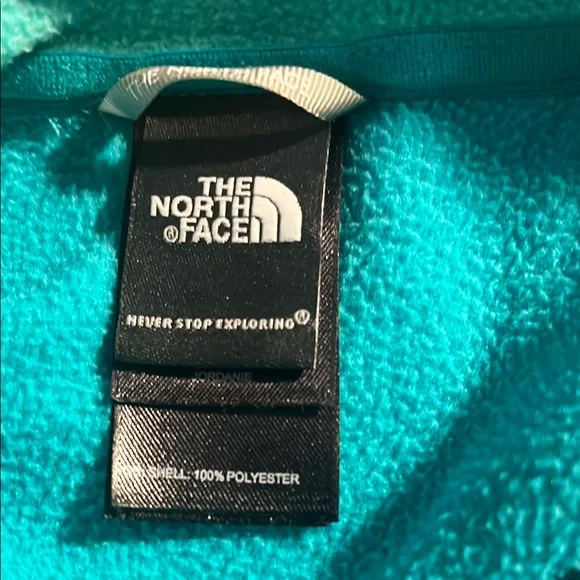 THE
NORTH
®FACE
NEVER STOP EXPLORING®
JORDANIE
SHELL: 100% POLYESTER